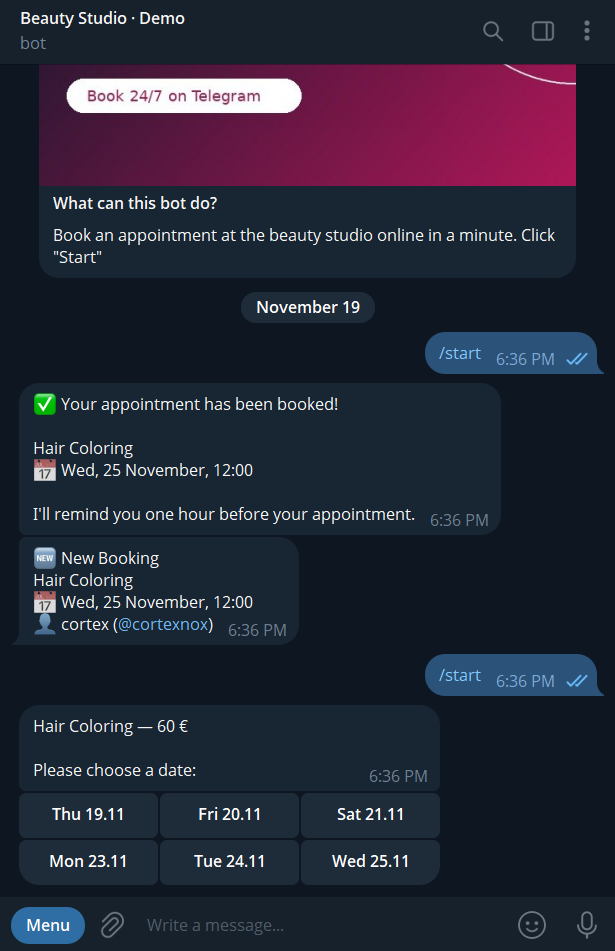 Beauty Studio · Demo
bot
Book 24/7 on Telegram
What can this bot do?
Book an appointment at the beauty studio online in a minute. Click
"Start"
November 19
/start 6:36 PM
✅ Your appointment has been booked!
Hair Coloring
📅 Wed, 25 November, 12:00
I'll remind you one hour before your appointment. 6:36 PM
🆕 New Booking
Hair Coloring
📅 Wed, 25 November, 12:00
👤 cortex (@cortexnox) 6:36 PM
/start 6:36 PM
Hair Coloring — 60 €
Please choose a date: 6:36 PM
Thu 19.11 Fri 20.11 Sat 21.11
Mon 23.11 Tue 24.11 Wed 25.11
Menu Write a message...